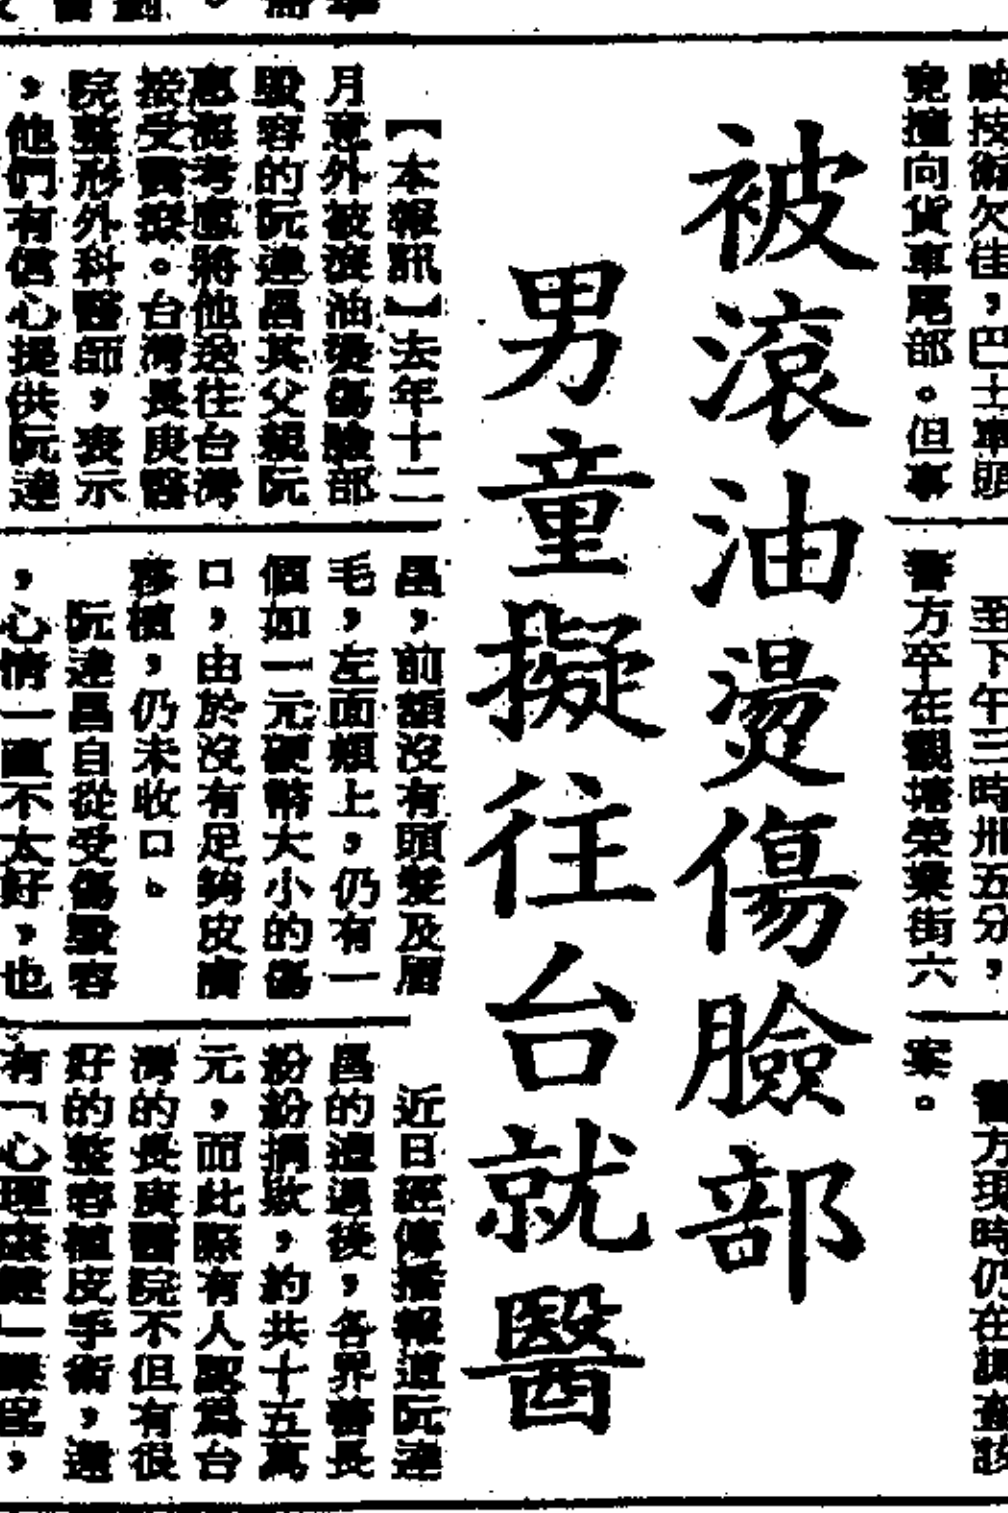 駛技術欠佳，巴士車頭
竟撞向貨車尾部。但事
至下午三時卅五分，
警方卒在觀塘榮業街六
警方現時仍在調查該
案。
被滾油燙傷臉部
男童擬往台就醫
【本報訊】去年十二
月意外被滾油燙傷臉部
毀容的阮達昌其父親阮
惠海考慮將他送往台灣
接受醫療。台灣長庚醫
院整形外科醫師，表示
，他們有信心提供阮達
昌，前額沒有頭髮及眉
毛，左面頰上，仍有一
個如一元硬幣大小的傷
口，由於沒有足夠皮膚
移植，仍未收口。
阮達昌自從受傷毀容
，心情一直不太好，也
近日經傳播報道阮達
昌的遭遇後，各界善長
紛紛捐欵，約共十五萬
元，而此際有人認爲台
灣的長庚醫院不但有很
好的整容植皮手術，還
有「心理復健」課程，